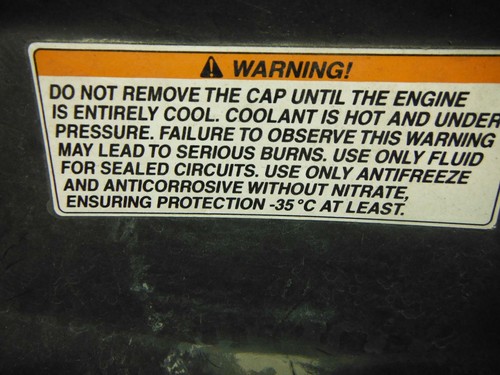 WARNING!
DO NOT REMOVE THE CAP UNTIL THE ENGINE
IS ENTIRELY COOL. COOLANT IS HOT AND UNDER
PRESSURE. FAILURE TO OBSERVE THIS WARNING
MAY LEAD TO SERIOUS BURNS. USE ONLY FLUID
FOR SEALED CIRCUITS. USE ONLY ANTIFREEZE
AND ANTICORROSIVE WITHOUT NITRATE,
ENSURING PROTECTION -35 °C AT LEAST.